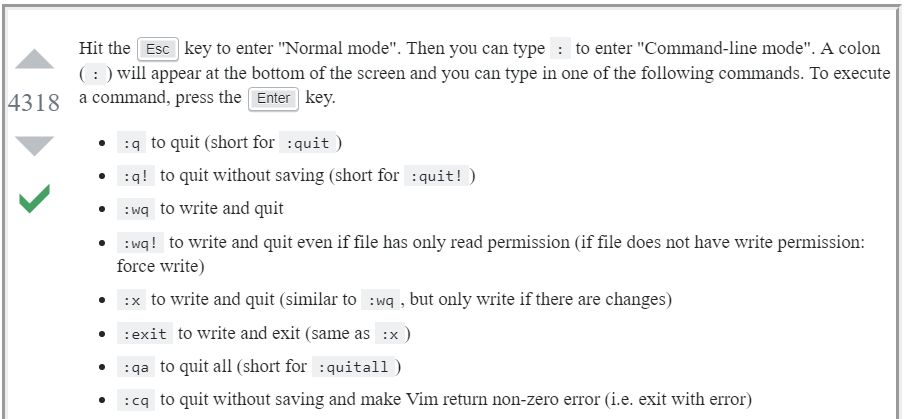 Hit the Esc key to enter "Normal mode". Then you can type : to enter "Command-line mode". A colon
( : ) will appear at the bottom of the screen and you can type in one of the following commands. To execute
4318 a command, press the Enter key.
• :q to quit (short for :quit )
• :q! to quit without saving (short for :quit! )
• :wq to write and quit
• :wq! to write and quit even if file has only read permission (if file does not have write permission:
force write)
• :x to write and quit (similar to :wq , but only write if there are changes)
• :exit to write and exit (same as :x )
• :qa to quit all (short for :quitall )
• :cq to quit without saving and make Vim return non-zero error (i.e. exit with error)